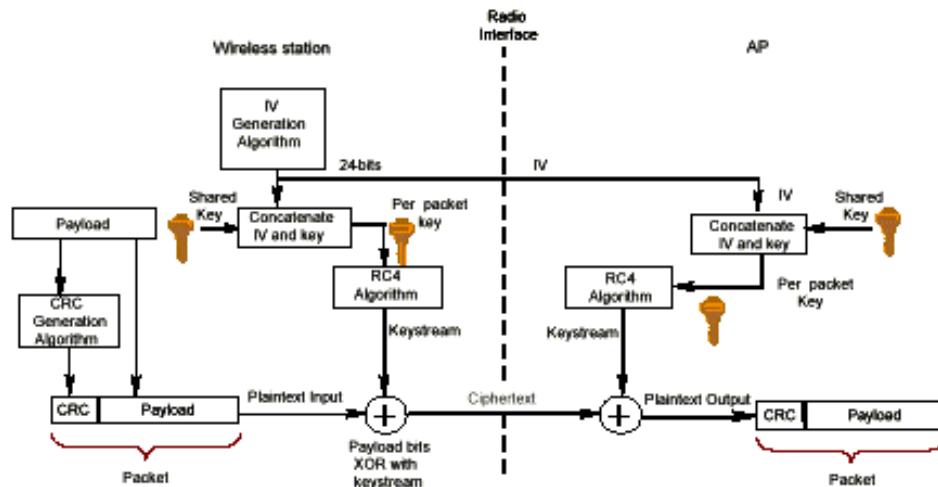 Radio
Interface
Wireless station
AP
IV
Generation
Algorithm
24-bits
IV
Shared
Key
Per packet
key
IV
Shared
Key
Payload
Concatenate
IV and key
Concatenate
IV and key
RC4
Algorithm
RC4
Algorithm
Per packet
Key
CRC
Generation
Algorithm
Keystream
Keystream
CRC
Payload
Plaintext Input
Ciphertext
Plaintext Output
CRC
Payload
Packet
Payload bits
XOR with
keystream
Packet